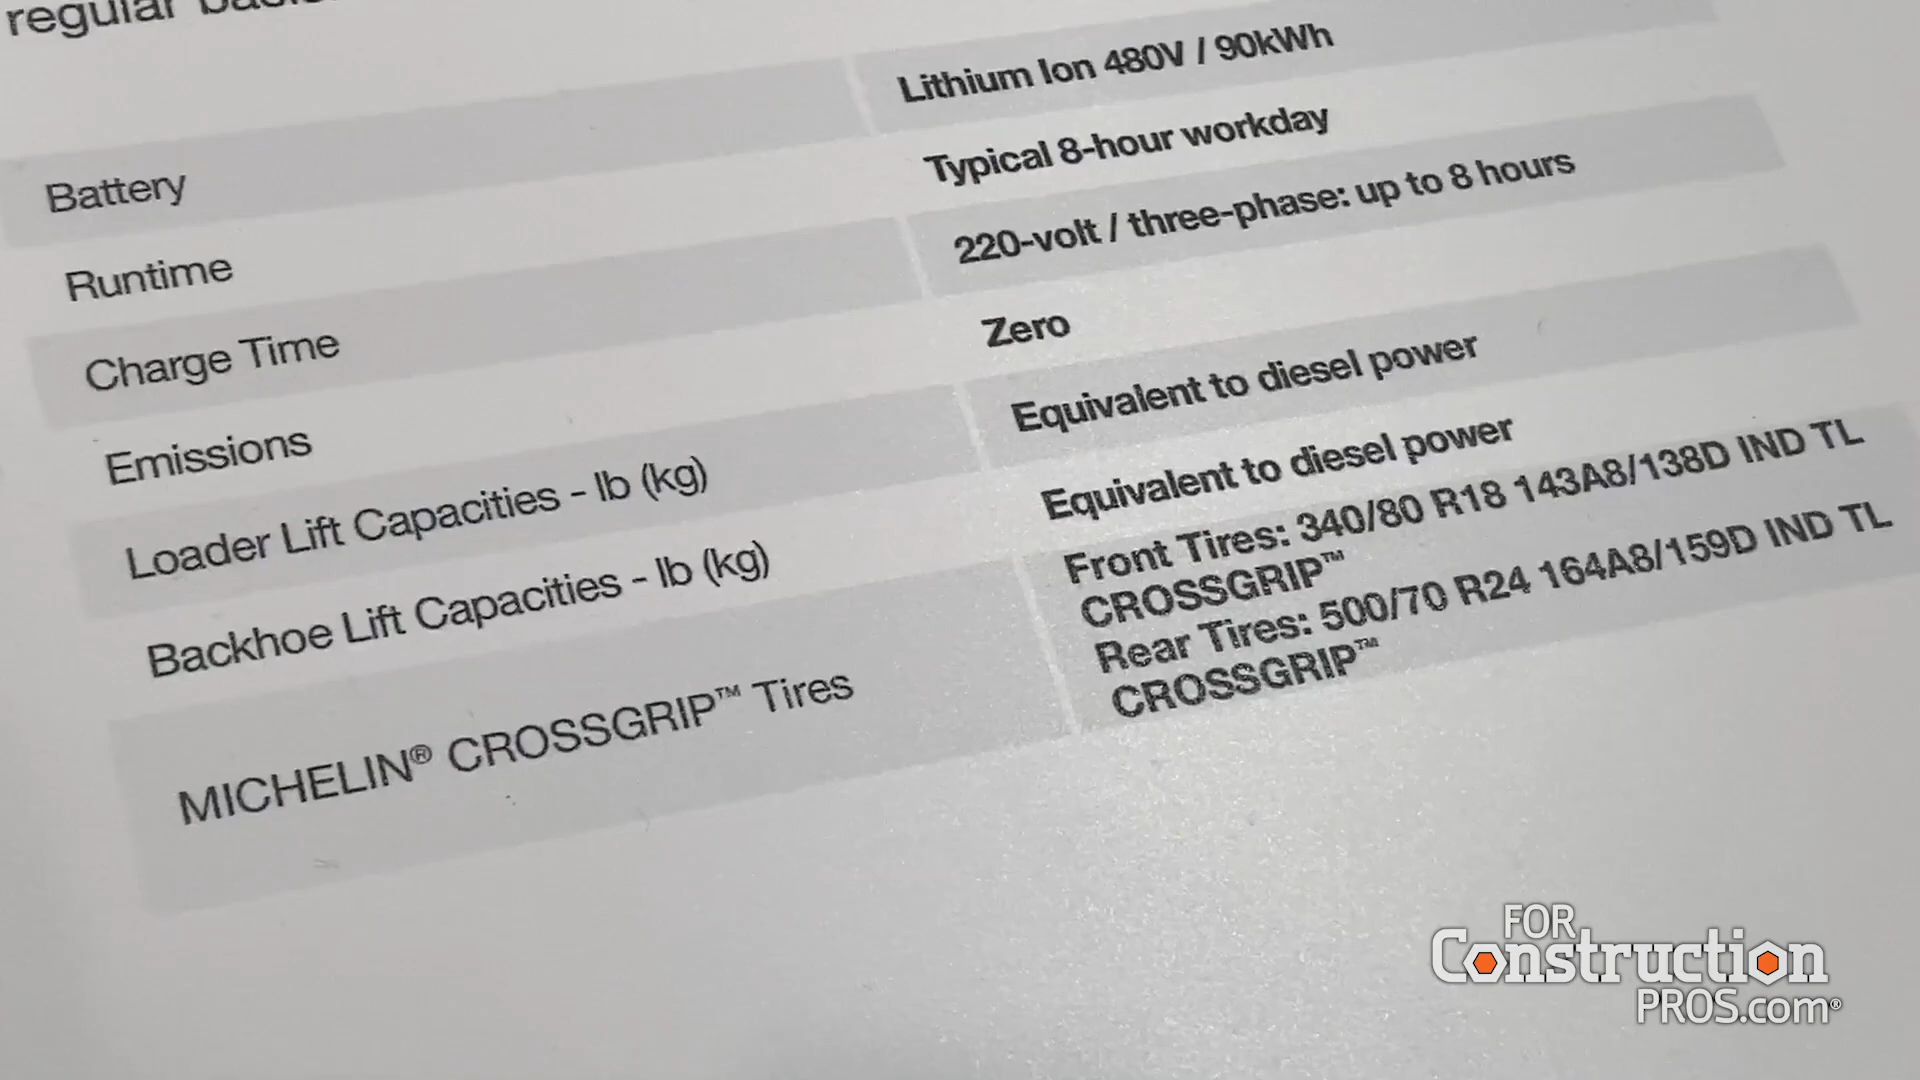 regular
Battery Lithium Ion 480V / 90kWh
Runtime Typical 8-hour workday
Charge Time 220-volt / three-phase: up to 8 hours
Emissions Zero
Loader Lift Capacities - lb (kg) Equivalent to diesel power
Backhoe Lift Capacities - lb (kg) Equivalent to diesel power
MICHELIN® CROSSGRIP™ Tires
Front Tires: 340/80 R18 143A8/138D IND TL
CROSSGRIP™
Rear Tires: 500/70 R24 164A8/159D IND TL
CROSSGRIP™
FOR
Construction
PROS.com®